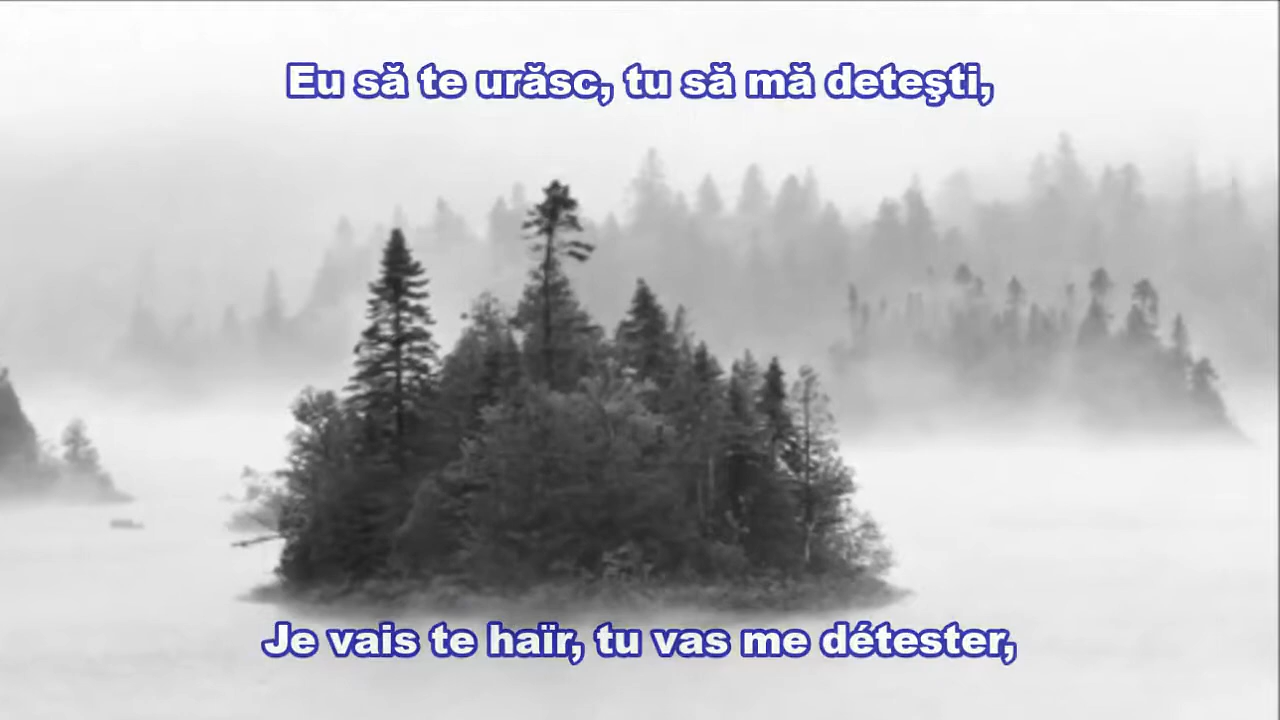 Eu să te urăsc, tu să mă deteşti,
Je vais te haïr, tu vas me détester,